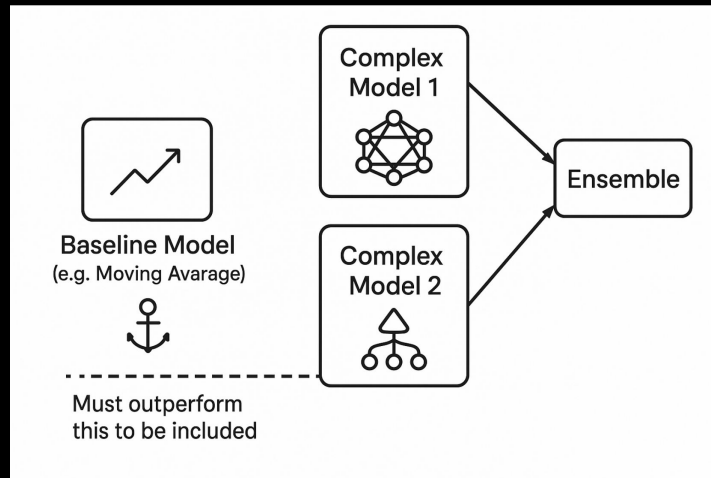 Baseline Model
(e.g. Moving Avarage)
Must outperform
this to be included
Complex
Model 1
Complex
Model 2
Ensemble